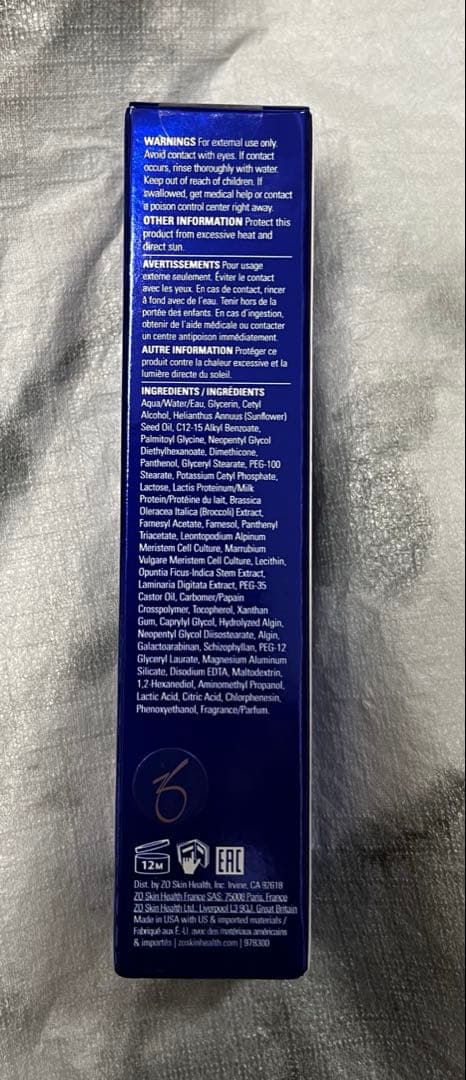 WARNINGS For external use only.
Avoid contact with eyes. If contact
occurs, rinse thoroughly with water.
Keep out of reach of children. If
swallowed, get medical help or contact
a poison control center right away.
OTHER INFORMATION Protect this
product from excessive heat and
direct sun.
AVERTISSEMENTS Pour usage
externe seulement. Éviter le contact
avec les yeux. En cas de contact, rincer
à fond avec de l'eau. Tenir hors de la
portée des enfants. En cas d'ingestion,
obtenir de l'aide médicale ou contacter
un centre antipoison immédiatement.
AUTRE INFORMATION Protéger ce
produit contre la chaleur excessive et la
lumière directe du soleil.
INGREDIENTS / INGRÉDIENTS
Aqua/Water/Eau, Glycerin, Cetyl
Alcohol, Helianthus Annuus (Sunflower)
Seed Oil, C12-15 Alkyl Benzoate,
Palmitoyl Glycine, Neopentyl Glycol
Diethylhexanoate, Dimethicone,
Panthenol, Glyceryl Stearate, PEG-100
Stearate, Potassium Cetyl Phosphate,
Lactose, Lactis Proteinum/Milk
Protein/Protéine du lait, Brassica
Oleracea Italica (Broccoli) Extract,
Farnesyl Acetate, Farnesol, Panthenyl
Triacetate, Leontopodium Alpinum
Meristem Cell Culture, Marrubium
Vulgare Meristem Cell Culture, Lecithin,
Opuntia Ficus-Indica Stem Extract,
Laminaria Digitata Extract, PEG-35
Castor Oil, Carbomer/Papain
Crosspolymer, Tocopherol, Xanthan
Gum, Caprylyl Glycol, Hydrolyzed Algin,
Neopentyl Glycol Diisostearate, Algin,
Galactoarabinan, Schizophyllan, PEG-12
Glyceryl Laurate, Magnesium Aluminum
Silicate, Disodium EDTA, Maltodextrin,
1,2-Hexanediol, Aminomethyl Propanol,
Lactic Acid, Citric Acid, Chlorphenesin,
Phenoxyethanol, Fragrance/Parfum.
12M EAC
Dist. by ZO Skin Health, Inc. Irvine, CA 92618
ZO Skin Health France SAS, 75008 Paris, France
ZO Skin Health Ltd., Liverpool L3 9QJ, Great Britain
Made in USA with US & imported materials /
Fabriqué aux É.-U. avec des matériaux américains
& importés | zoskinhealth.com | 978300